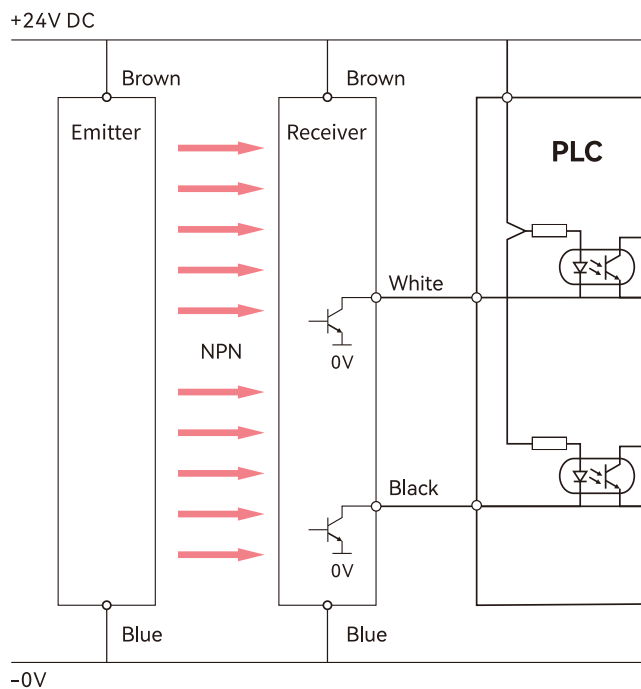 +24V DC
Brown
Brown
Emitter
Receiver
PLC
White
NPN
0V
Black
0V
Blue
Blue
–0V